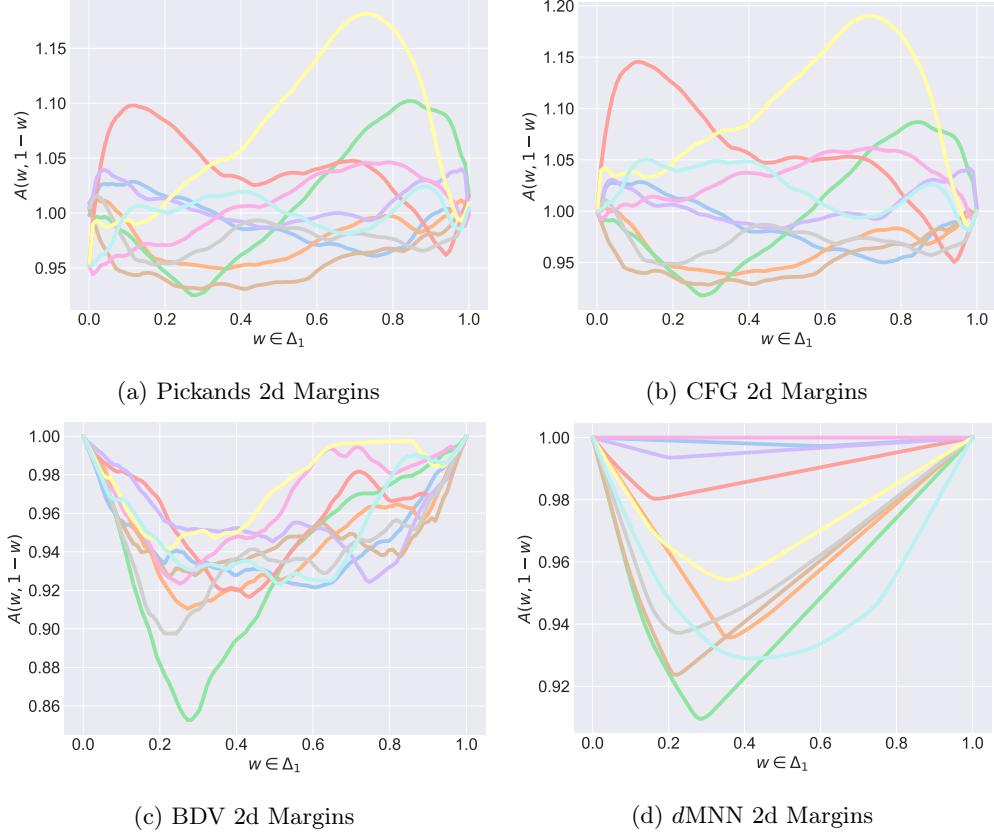 1.15
1.10
1.05
1.00
0.95
A(w, 1 − w)
0.0 0.2 0.4 0.6 0.8 1.0
w ∈ Δ₁
(a) Pickands 2d Margins
1.20
1.15
1.10
1.05
1.00
0.95
A(w, 1 − w)
0.0 0.2 0.4 0.6 0.8 1.0
w ∈ Δ₁
(b) CFG 2d Margins
1.00
0.98
0.96
0.94
0.92
0.90
0.88
0.86
A(w, 1 − w)
0.0 0.2 0.4 0.6 0.8 1.0
w ∈ Δ₁
(c) BDV 2d Margins
1.00
0.98
0.96
0.94
0.92
A(w, 1 − w)
0.0 0.2 0.4 0.6 0.8 1.0
w ∈ Δ₁
(d) dMNN 2d Margins